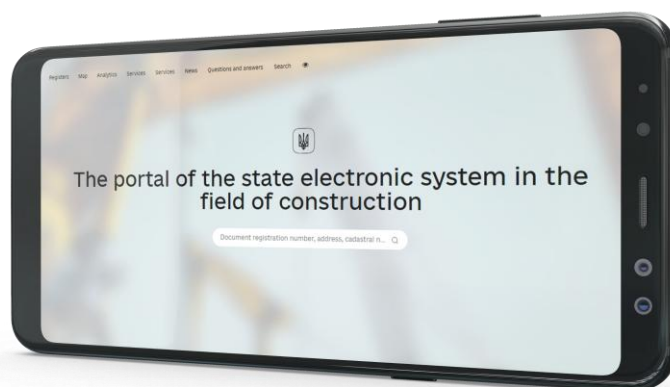 Registers Map Analytics Services Services News Questions and answers Search
The portal of the state electronic system in the
field of construction
Document registration number, address, cadastral n...